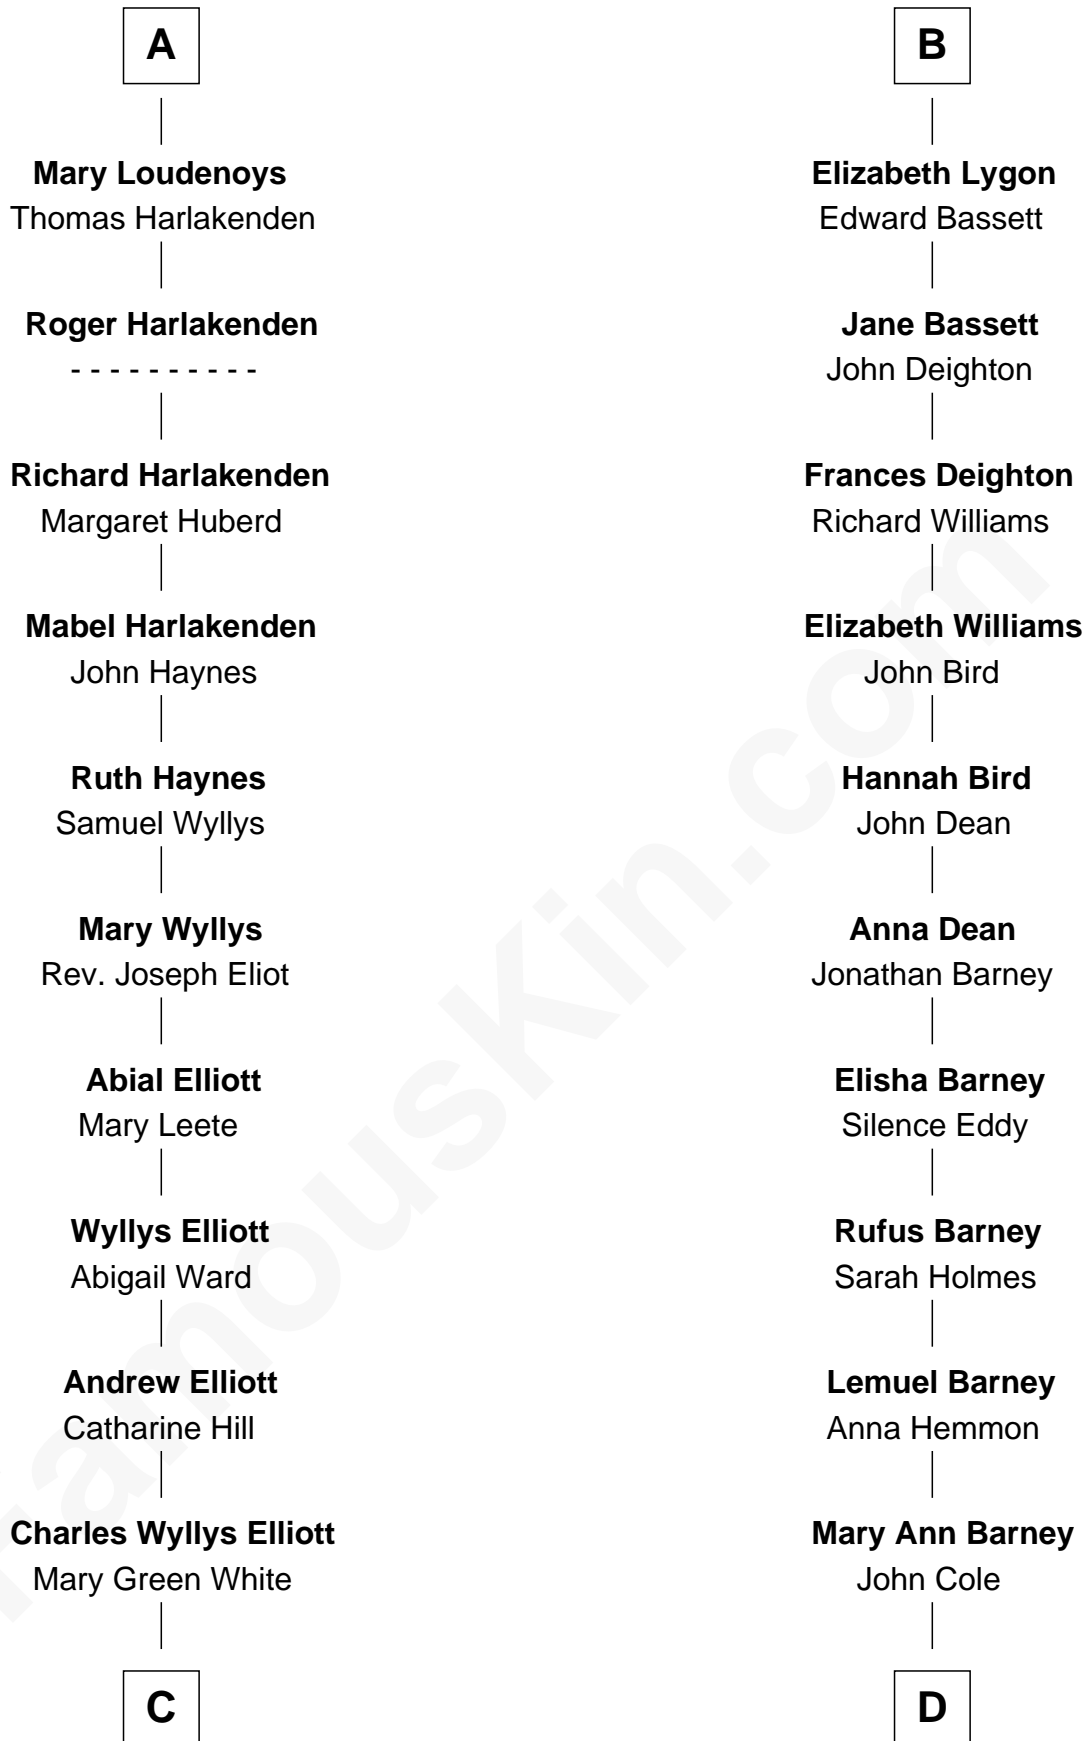 A
Mary Loudenoys
Thomas Harlakenden
Roger Harlakenden
- - - - - - - - - -
Richard Harlakenden
Margaret Huberd
Mabel Harlakenden
John Haynes
Ruth Haynes
Samuel Wyllys
Mary Wyllys
Rev. Joseph Eliot
Abial Elliott
Mary Leete
Wyllys Elliott
Abigail Ward
Andrew Elliott
Catharine Hill
Charles Wyllys Elliott
Mary Green White
C
B
Elizabeth Lygon
Edward Bassett
Jane Bassett
John Deighton
Frances Deighton
Richard Williams
Elizabeth Williams
John Bird
Hannah Bird
John Dean
Anna Dean
Jonathan Barney
Elisha Barney
Silence Eddy
Rufus Barney
Sarah Holmes
Lemuel Barney
Anna Hemmon
Mary Ann Barney
John Cole
D
FamousKin.com